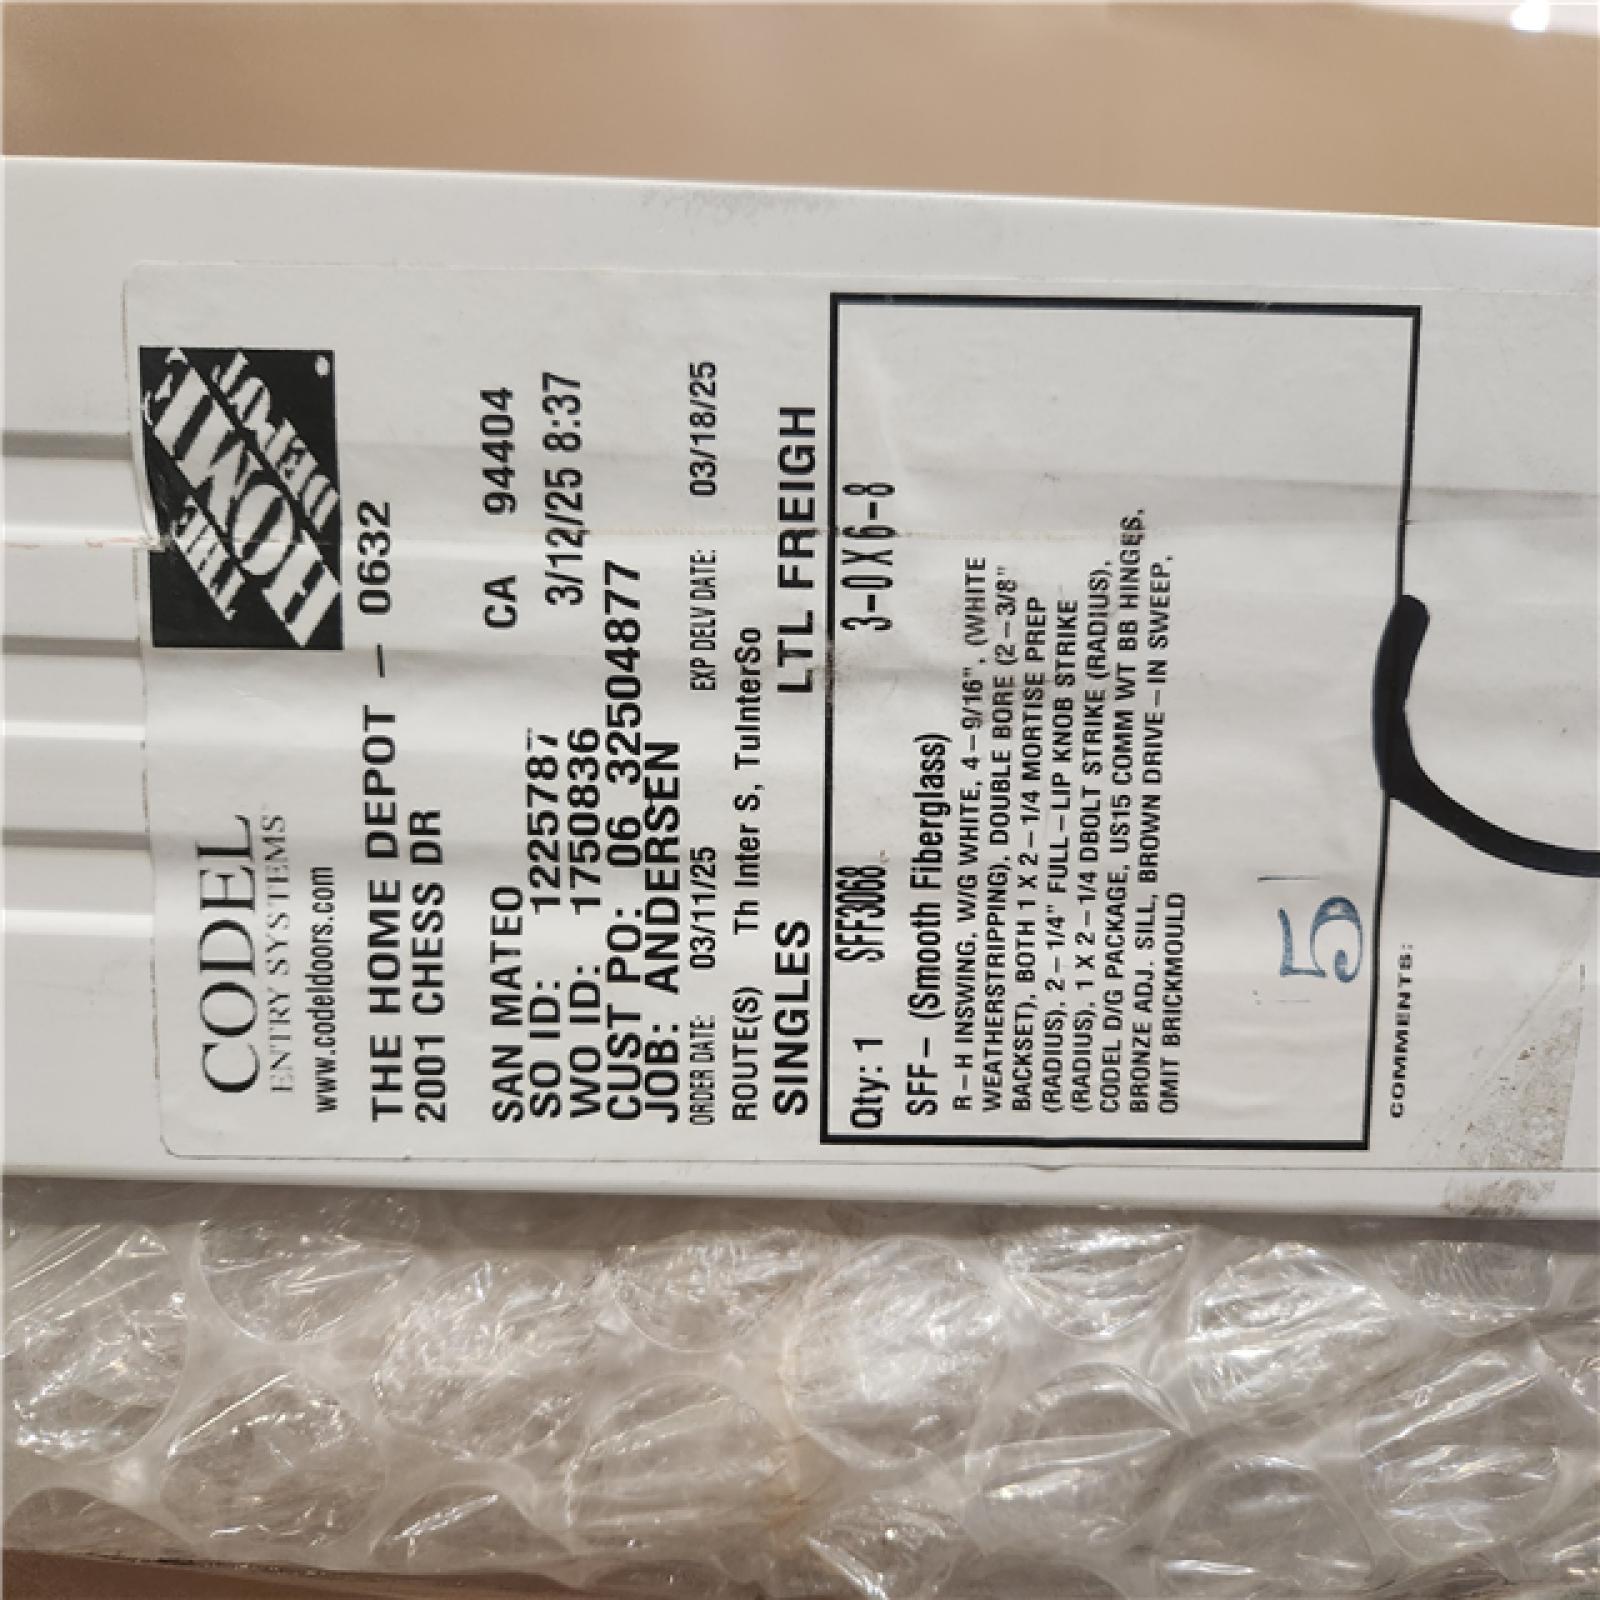 CODEL
ENTRY SYSTEMS
www.codeldoors.com
THE HOME DEPOT
THE HOME DEPOT - 0632
2001 CHESS DR
SAN MATEO CA 94404
SO ID: 1225787 3/12/25 8:37
WO ID: 1750836
CUST PO: 06 32504877
JOB: ANDERSEN
ORDER DATE: 03/11/25 EXP DELV DATE: 03/18/25
ROUTE(S) Th Inter S, TuInterSo
SINGLES LTL FREIGH
Qty: 1 SFF3068 3-0 X 6-8
SFF- (Smooth Fiberglass)
R-H INSWING, W/G WHITE, 4-9/16", (WHITE
WEATHERSTRIPPING), DOUBLE BORE (2-3/8"
BACKSET), BOTH 1 X 2-1/4 MORTISE PREP
(RADIUS), 2-1/4" FULL-LIP KNOB STRIKE
(RADIUS), 1 X 2-1/4 DBOLT STRIKE (RADIUS),
CODEL D/G PACKAGE, US15 COMM WT BB HINGES,
BRONZE ADJ. SILL, BROWN DRIVE-IN SWEEP,
OMIT BRICKMOULD
5
COMMENTS: